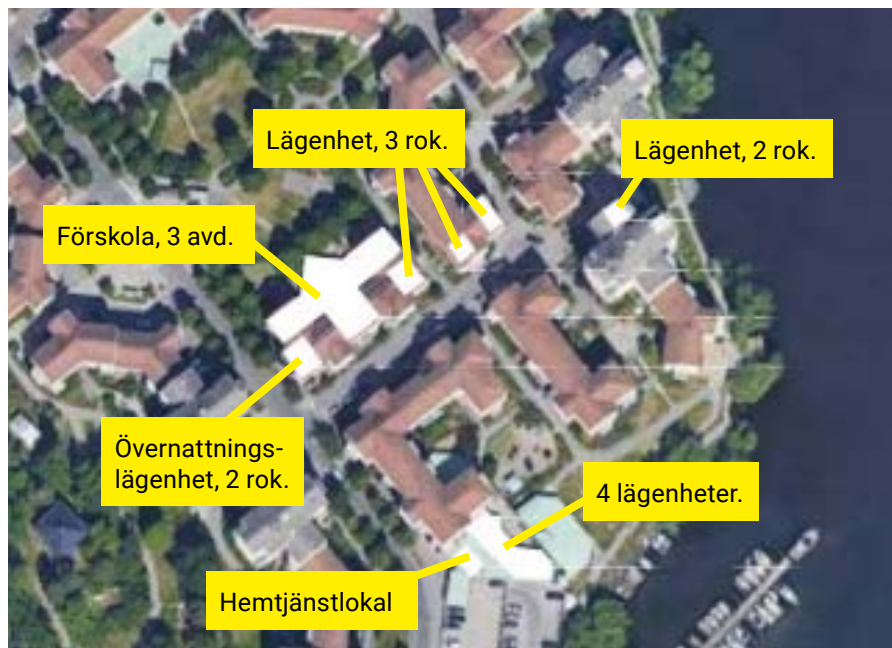 Lägenhet, 3 rok.
Lägenhet, 2 rok.
Förskola, 3 avd.
Övernattnings-
lägenhet, 2 rok.
4 lägenheter.
Hemtjänstlokal